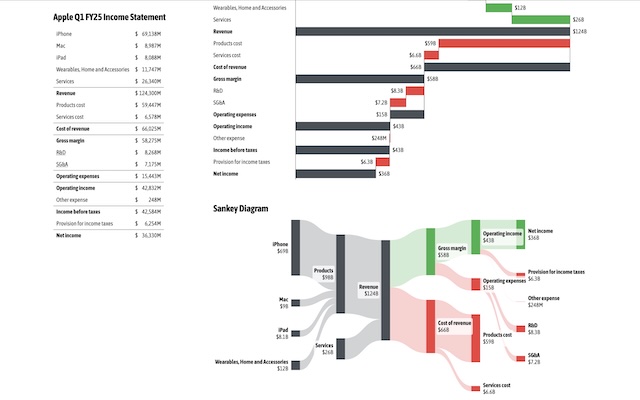 Apple Q1 FY25 Income Statement
iPhone $ 69,138M
Mac $ 8,987M
iPad $ 8,088M
Wearables, Home and Accessories $ 11,747M
Services $ 26,340M
Revenue $ 124,300M
Products cost $ 59,447M
Services cost $ 6,578M
Cost of revenue $ 66,025M
Gross margin $ 58,275M
R&D $ 8,268M
SG&A $ 7,175M
Operating expenses $ 15,443M
Operating income $ 42,832M
Other expense $ 248M
Income before taxes $ 42,584M
Provision for income taxes $ 6,254M
Net income $ 36,330M
Wearables, Home and Accessories $12B
Services $26B
Revenue $124B
Products cost $59B
Services cost $6.6B
Cost of revenue $66B
Gross margin $58B
R&D $8.3B
SG&A $7.2B
Operating expenses $15B
Operating income $43B
Other expense $248M
Income before taxes $43B
Provision for income taxes $6.3B
Net income $36B
Sankey Diagram
iPhone
$69B
Mac
$9B
iPad
$8.1B
Wearables, Home and Accessories
$12B
Products
$98B
Services
$26B
Revenue
$124B
Gross margin
$58B
Cost of revenue
$66B
Operating income
$43B
Operating expenses
$15B
Products cost
$59B
Services cost
$6.6B
Net income
$36B
Provision for income taxes
$6.3B
Other expense
$248M
R&D
$8.3B
SG&A
$7.2B